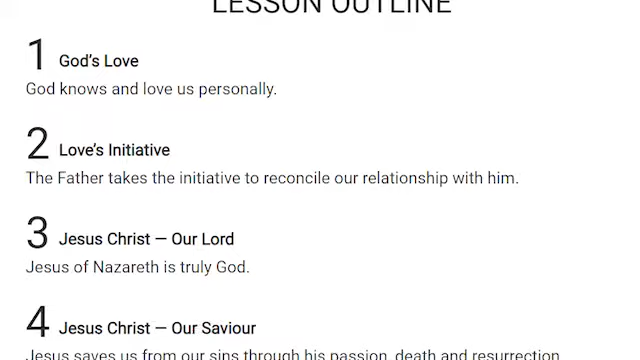 LESSON OUTLINE
1 God's Love
God knows and love us personally.
2 Love's Initiative
The Father takes the initiative to reconcile our relationship with him.
3 Jesus Christ — Our Lord
Jesus of Nazareth is truly God.
4 Jesus Christ — Our Saviour
Jesus saves us from our sins through his passion, death and resurrection